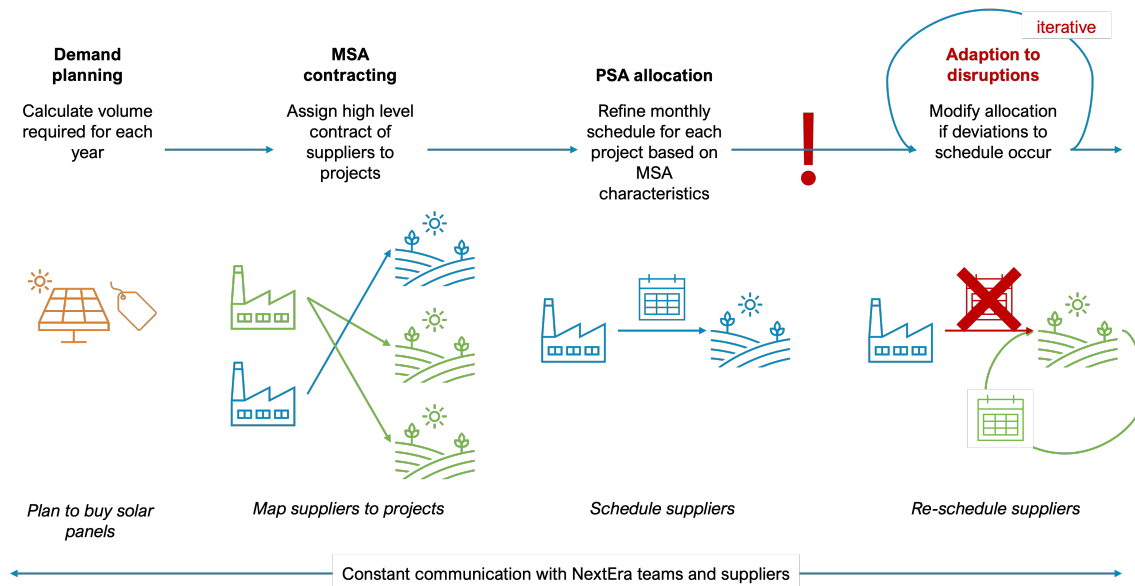 iterative
Demand
planning
Calculate volume
required for each
year
MSA
contracting
Assign high level
contract of
suppliers to
projects
PSA allocation
Refine monthly
schedule for each
project based on
MSA
characteristics
!
Adaption to
disruptions
Modify allocation
if deviations to
schedule occur
Plan to buy solar
panels
Map suppliers to projects
Schedule suppliers
Re-schedule suppliers
Constant communication with NextEra teams and suppliers